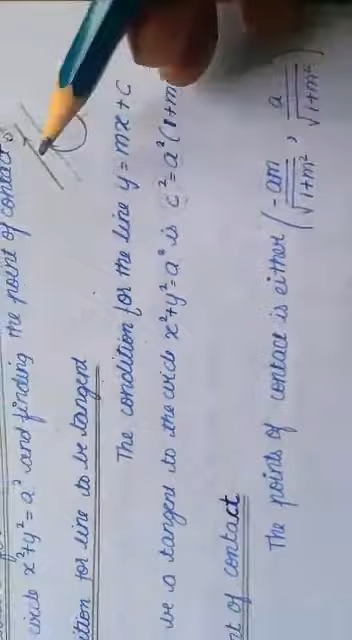 circle x²+y²=a² and finding the point of contact
ition for line to be tangent
The condition for the line y = mx + c
be a tangent to the circle x²+y²=a² is c²=a²(1+m
t of contact
The points of contace is either (-am/√1+m², a/√1+m²)